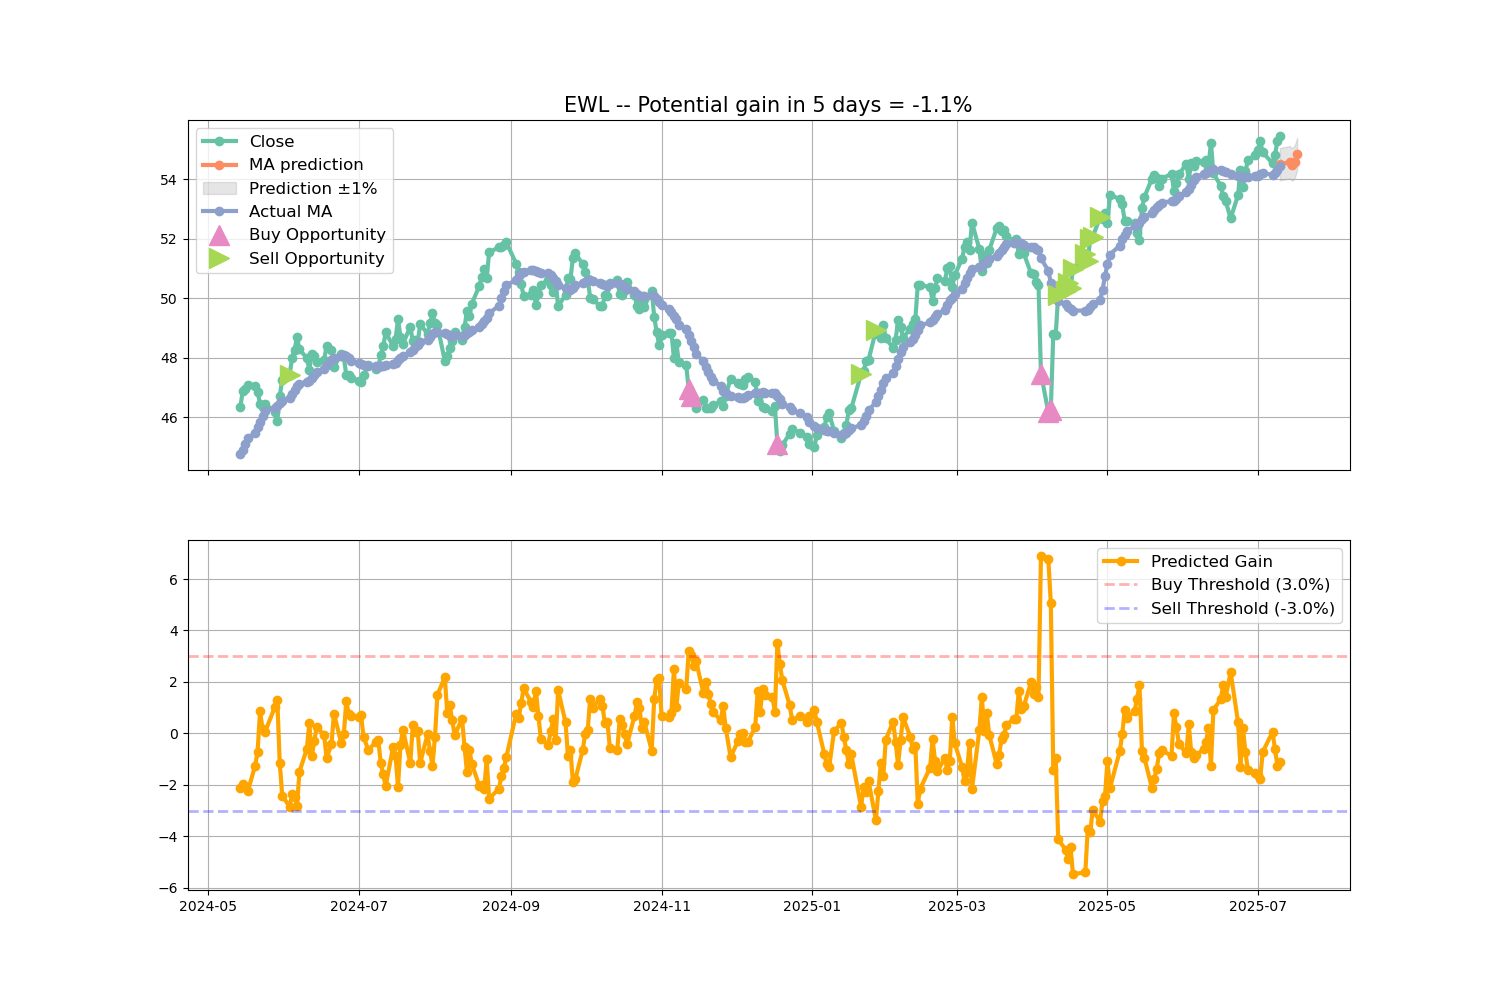 EWL -- Potential gain in 5 days = -1.1%
Close
MA prediction
Prediction ±1%
Actual MA
Buy Opportunity
Sell Opportunity
54
52
50
48
46
Predicted Gain
Buy Threshold (3.0%)
Sell Threshold (-3.0%)
6
4
2
0
−2
−4
−6
2024-05 2024-07 2024-09 2024-11 2025-01 2025-03 2025-05 2025-07